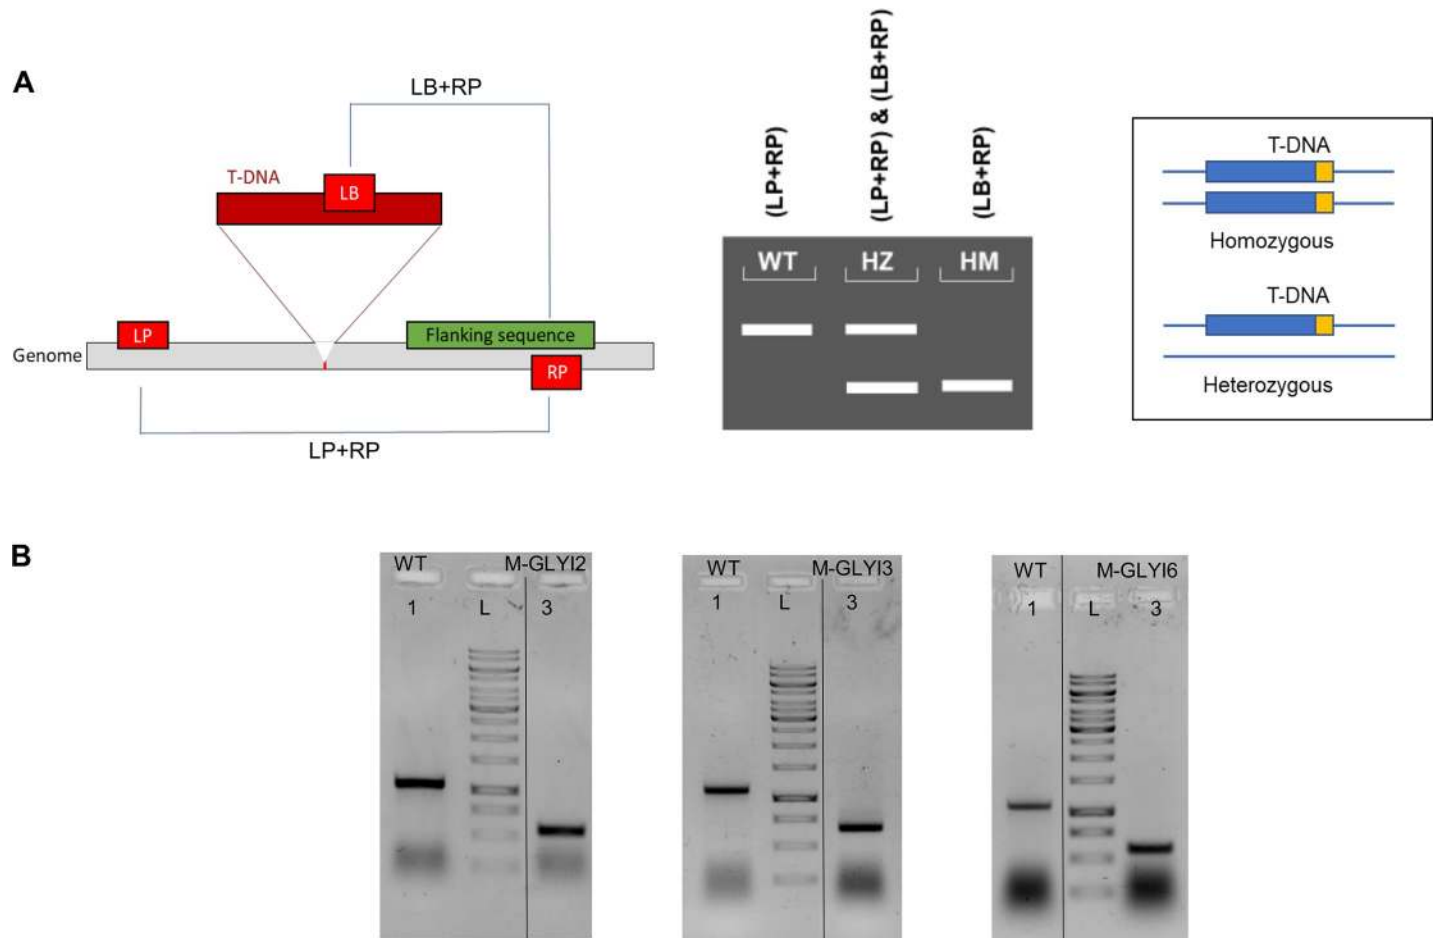 A
LB+RP
T-DNA
LB
LP
Flanking sequence
Genome
RP
LP+RP
(LP+RP)
(LP+RP) & (LB+RP)
(LB+RP)
WT
HZ
HM
T-DNA
Homozygous
T-DNA
Heterozygous
B
WT
M-GLYI2
1
L
3
WT
M-GLYI3
1
L
3
WT
M-GLYI6
1
L
3